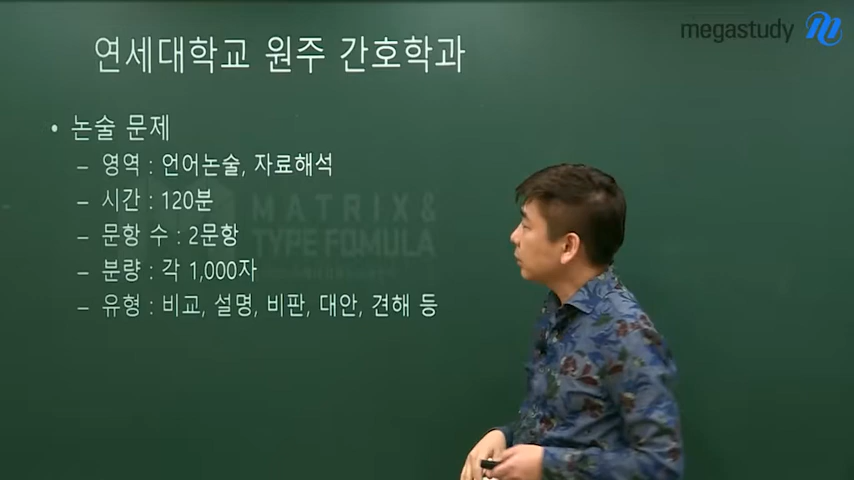 megastudy
연세대학교 원주 간호학과
• 논술 문제
– 영역 : 언어논술, 자료해석
– 시간 : 120분
– 문항 수 : 2문항
– 분량 : 각 1,000자
– 유형 : 비교, 설명, 비판, 대안, 견해 등
MATRIX &
TYPE FOMULA